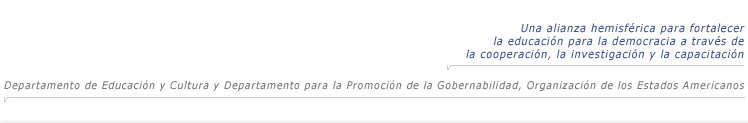 Una alianza hemisférica para fortalecer
la educación para la democracia a través de
la cooperación, la investigación y la capacitación
Departamento de Educación y Cultura y Departamento para la Promoción de la Gobernabilidad, Organización de los Estados Americanos